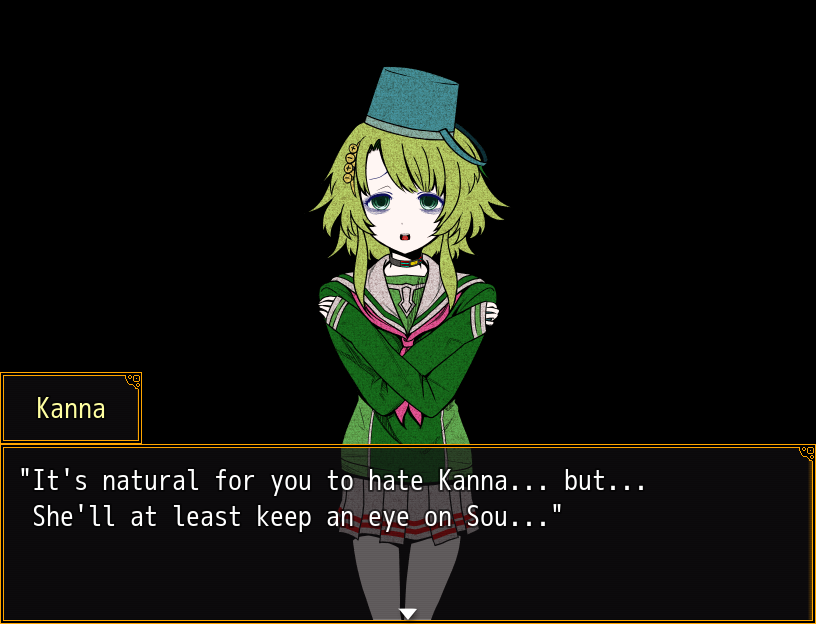 Kanna
"It's natural for you to hate Kanna... but...
She'll at least keep an eye on Sou..."